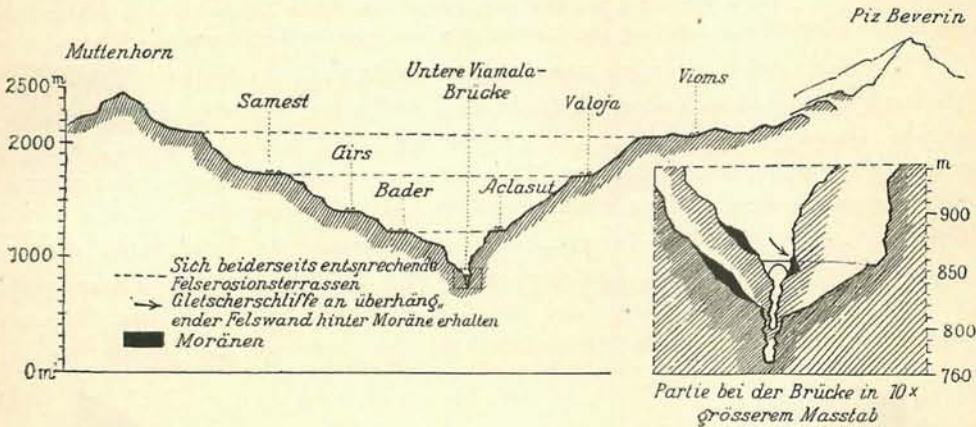 Piz Beverin
Muttenhorn
Untere Viamala-
Brücke
Vioms
Samest
Valoja
Girs
Bader
Aclasut
2500 m
2000
1000
0 m
Sich beiderseits entsprechende
Felserosionsterrassen
Gletscherschliffe an überhäng„
ender Felswand hinter Moräne erhalten
Moränen
m
900
850
800
760
Partie bei der Brücke in 10 x
grösserem Masstab